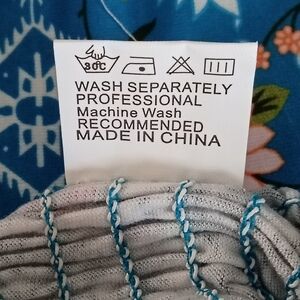 30℃
WASH SEPARATELY
PROFESSIONAL
Machine Wash
RECOMMENDED
MADE IN CHINA